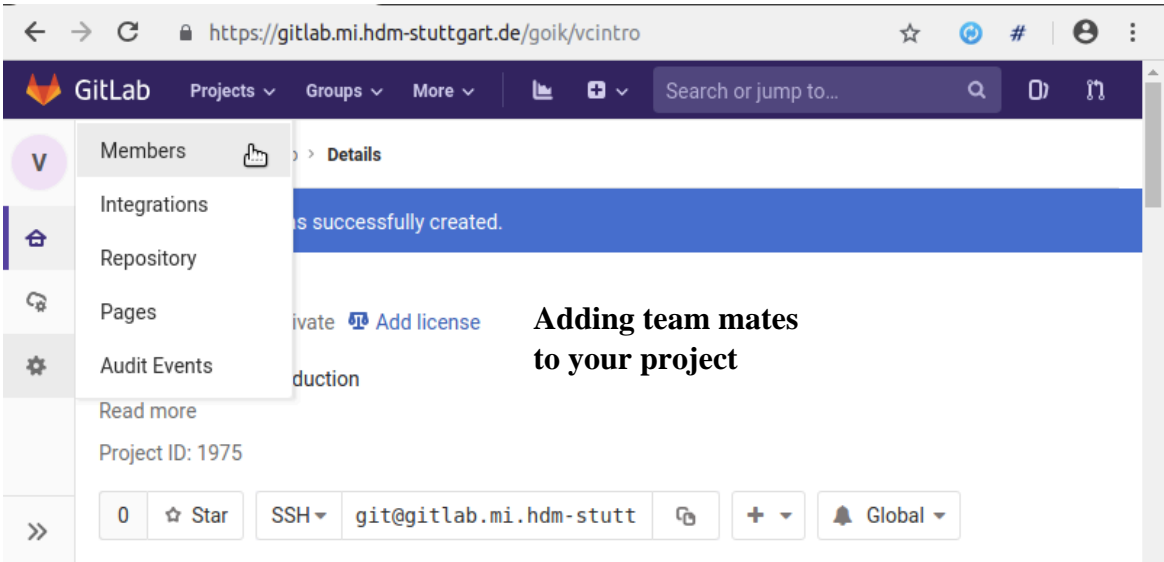 https://gitlab.mi.hdm-stuttgart.de/goik/vcintro #
GitLab Projects Groups More Search or jump to...
V Members › Details
Integrations
s successfully created.
Repository
Pages ivate Add license
Adding team mates
to your project
Audit Events
duction
Read more
Project ID: 1975
0 Star SSH git@gitlab.mi.hdm-stutt + Global